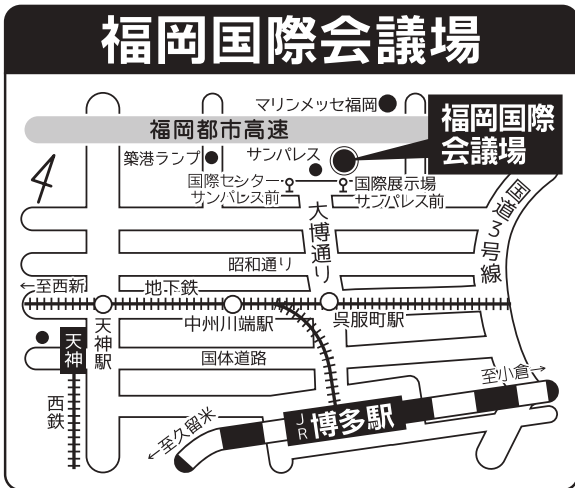 福岡国際会議場
マリンメッセ福岡
福岡都市高速
福岡国際
会議場
築港ランプ
サンパレス
国際センター
サンパレス前
国際展示場
サンパレス前
国道3号線
大博通り
昭和通り
←至西新
地下鉄
天神駅
中州川端駅
呉服町駅
天神
国体道路
西鉄
至小倉→
←至久留米
JR博多駅